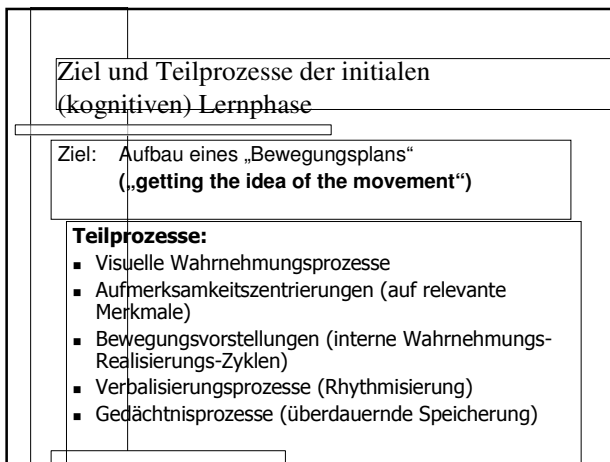 Ziel und Teilprozesse der initialen
(kognitiven) Lernphase
Ziel: Aufbau eines „Bewegungsplans“
(„getting the idea of the movement“)
Teilprozesse:
▪ Visuelle Wahrnehmungsprozesse
▪ Aufmerksamkeitszentrierungen (auf relevante
Merkmale)
▪ Bewegungsvorstellungen (interne Wahrnehmungs-
Realisierungs-Zyklen)
▪ Verbalisierungsprozesse (Rhythmisierung)
▪ Gedächtnisprozesse (überdauernde Speicherung)